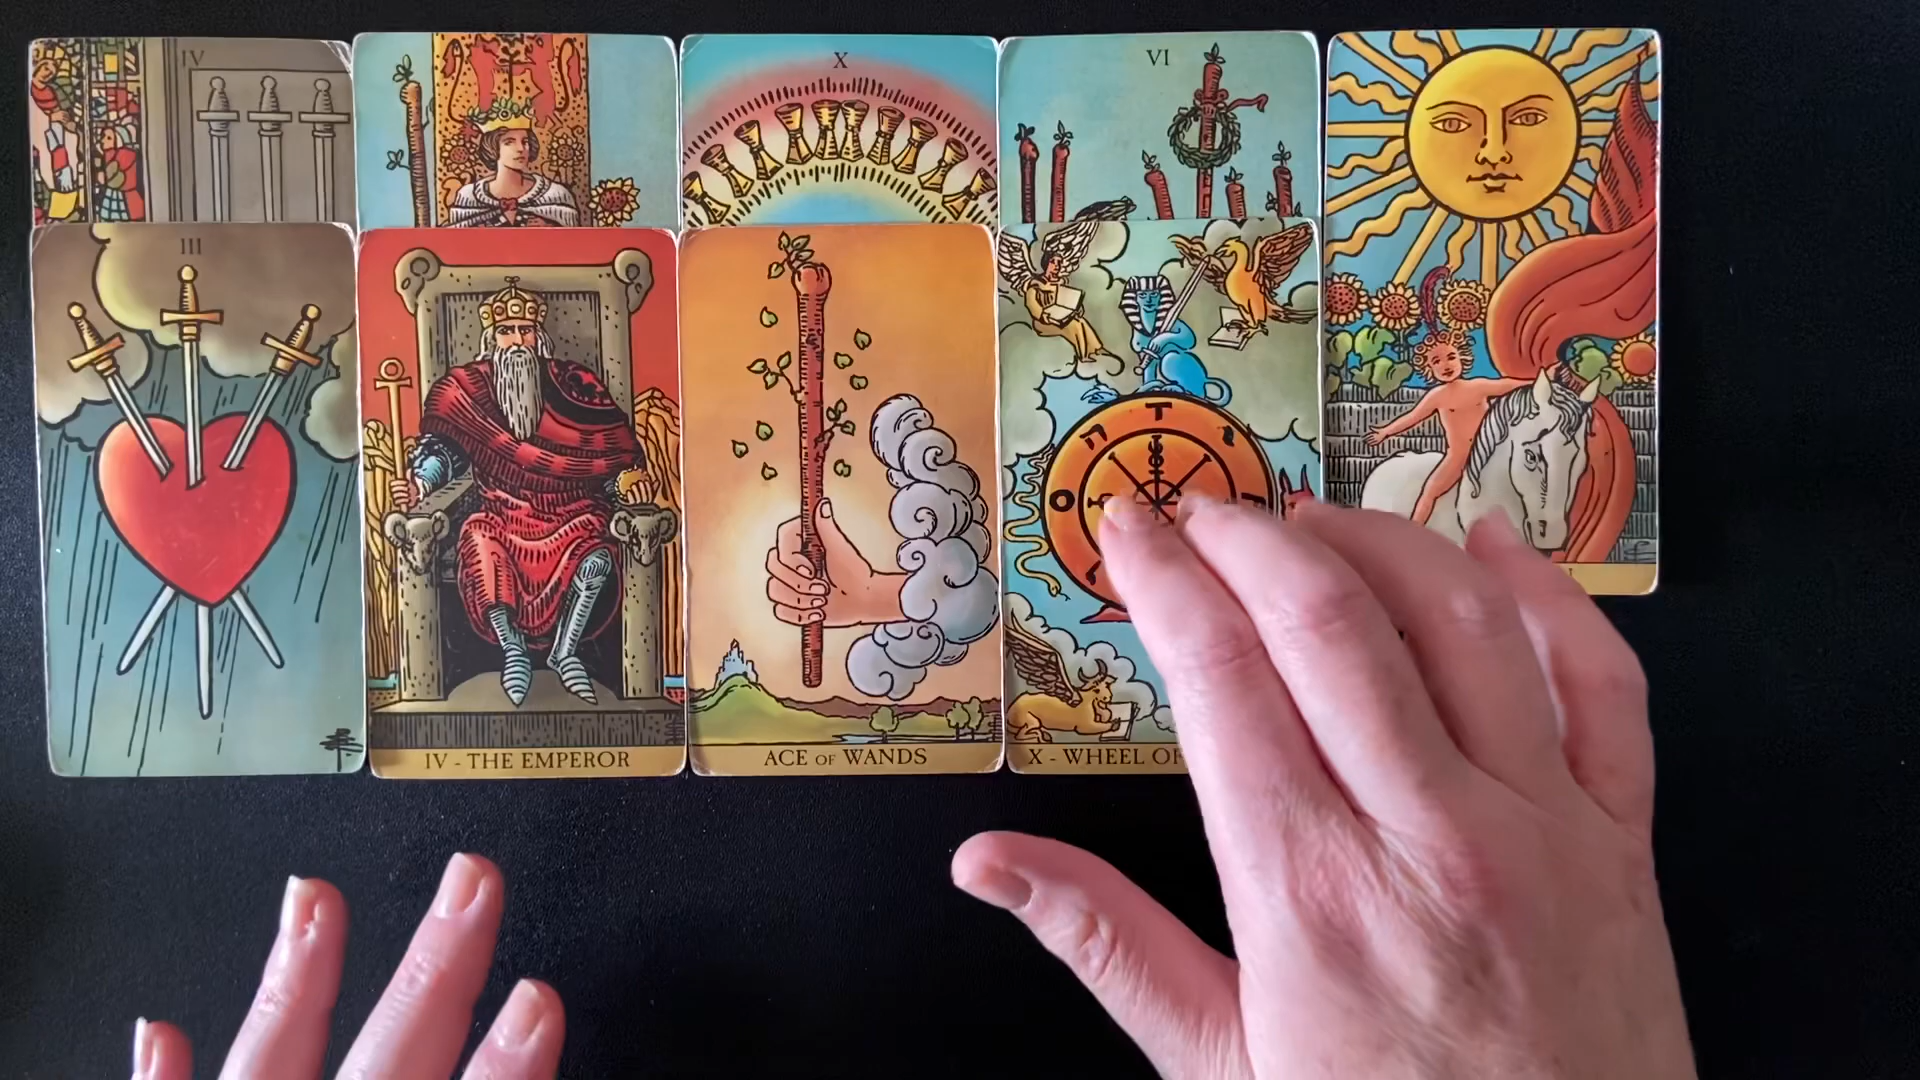 IV
X
VI
III
IV - THE EMPEROR
ACE OF WANDS
X - WHEEL OF